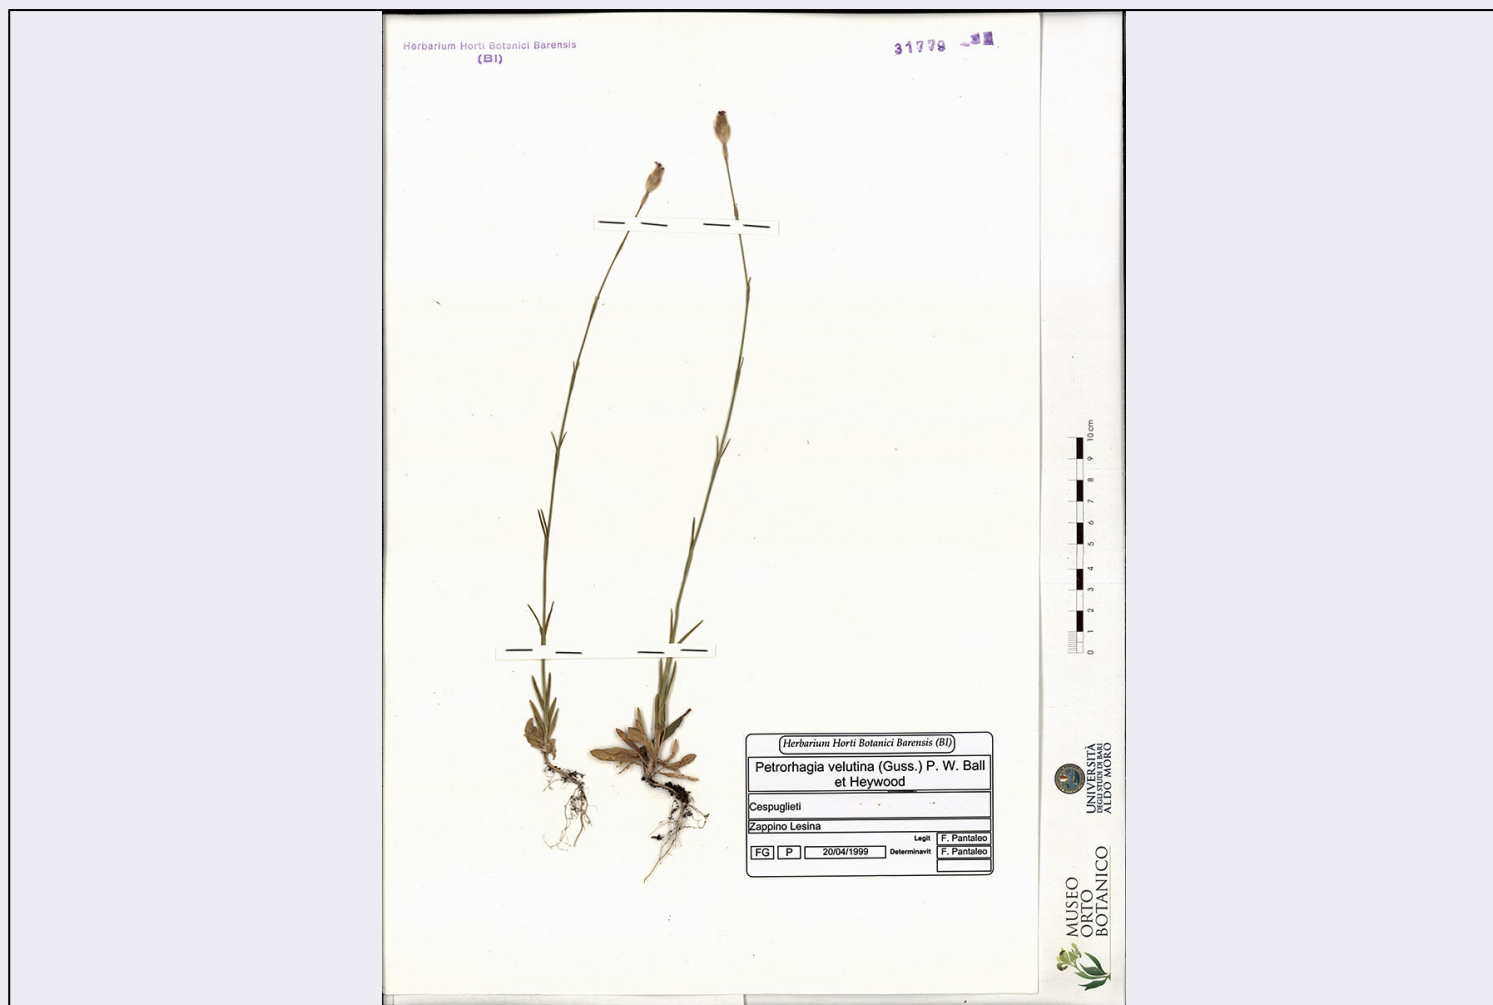 Herbarium Horti Botanici Barensis
(BI)
31779
Herbarium Horti Botanici Barensis (BI)
Petrorhagia velutina (Guss.) P. W. Ball
et Heywood
Cespuglieti
Zappino Lesina
Legit F. Pantaleo
FG P 20/04/1999 Determinavit F. Pantaleo
0 1 2 3 4 5 6 7 8 9 10 cm
UNIVERSITÀ
DEGLI STUDI DI BARI
ALDO MORO
MUSEO
ORTO
BOTANICO